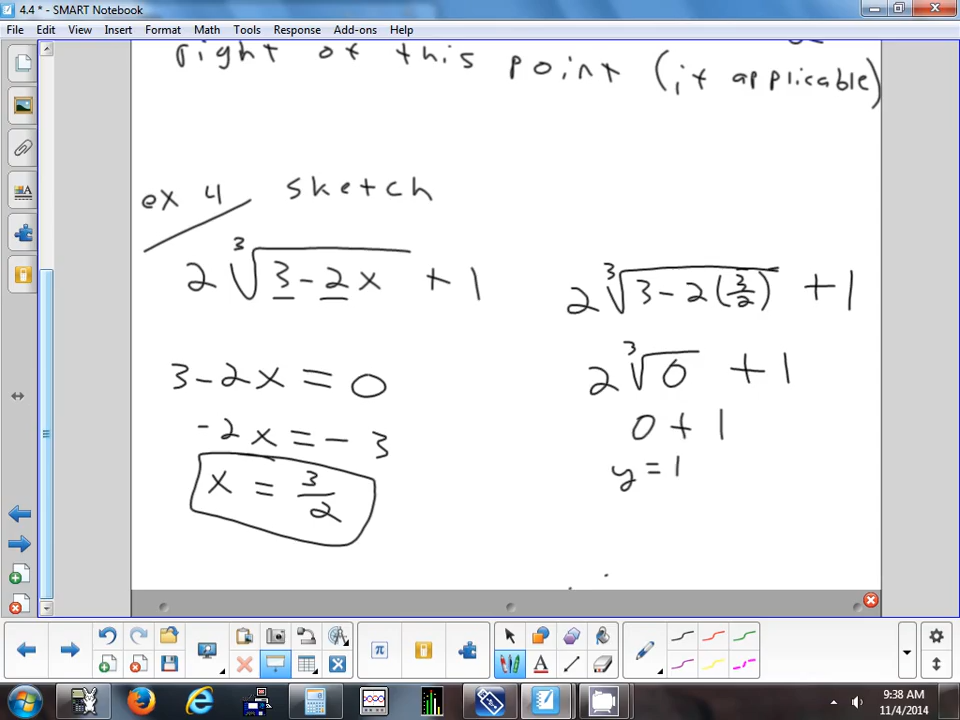 4.4 * - SMART Notebook
File Edit View Insert Format Math Tools Response Add-ons Help
right of this point (if applicable)
ex 4 sketch
2∛(3-2x) + 1
3-2x = 0
-2x = -3
x = 3/2
2∛(3-2(3/2)) + 1
2∛0 + 1
0 + 1
y = 1
9:38 AM
11/4/2014